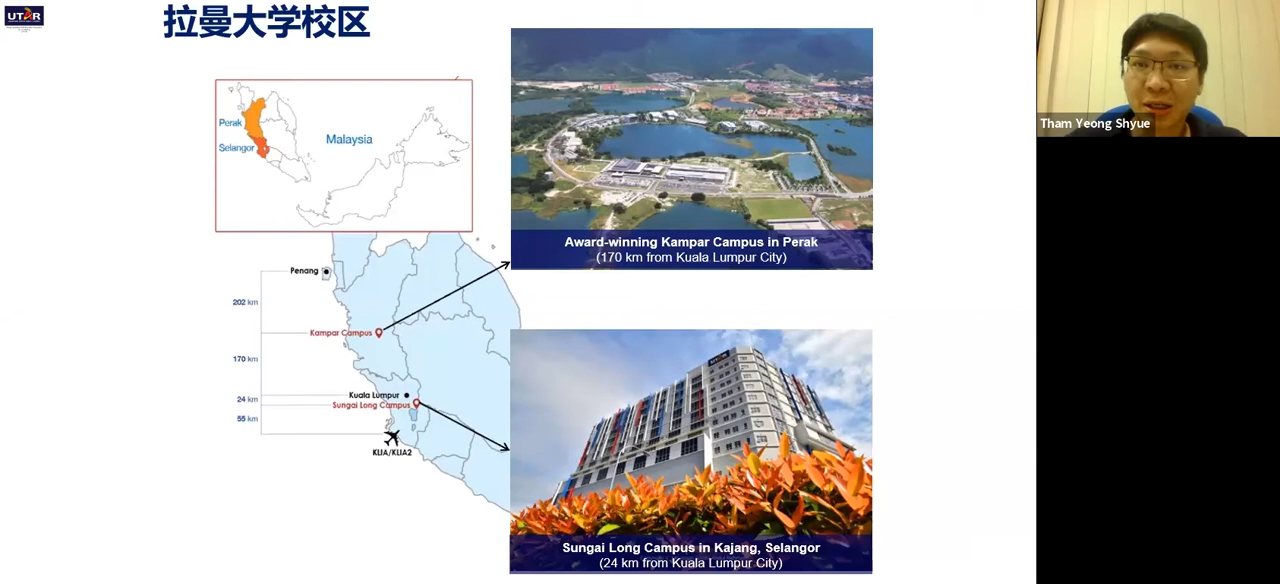 UTAR
拉曼大学校区
Perak
Selangor
Malaysia
Award-winning Kampar Campus in Perak
(170 km from Kuala Lumpur City)
Penang
202 km
Kampar Campus
170 km
Kuala Lumpur
24 km
Sungai Long Campus
55 km
KLIA/KLIA2
UTAR
Sungai Long Campus in Kajang, Selangor
(24 km from Kuala Lumpur City)
Tham Yeong Shyue